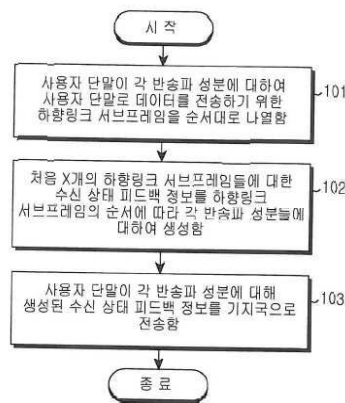 시 작
사용자 단말이 각 반송파 성분에 대하여
사용자 단말로 데이터를 전송하기 위한
하향링크 서브프레임을 순서대로 나열함
101
처음 X개의 하향링크 서브프레임들에 대한
수신 상태 피드백 정보를 하향링크
서브프레임의 순서에 따라 각 반송파 성분들에
대하여 생성함
102
사용자 단말이 각 반송파 성분에 대해
생성된 수신 상태 피드백 정보를 기지국으로
전송함
103
종 료